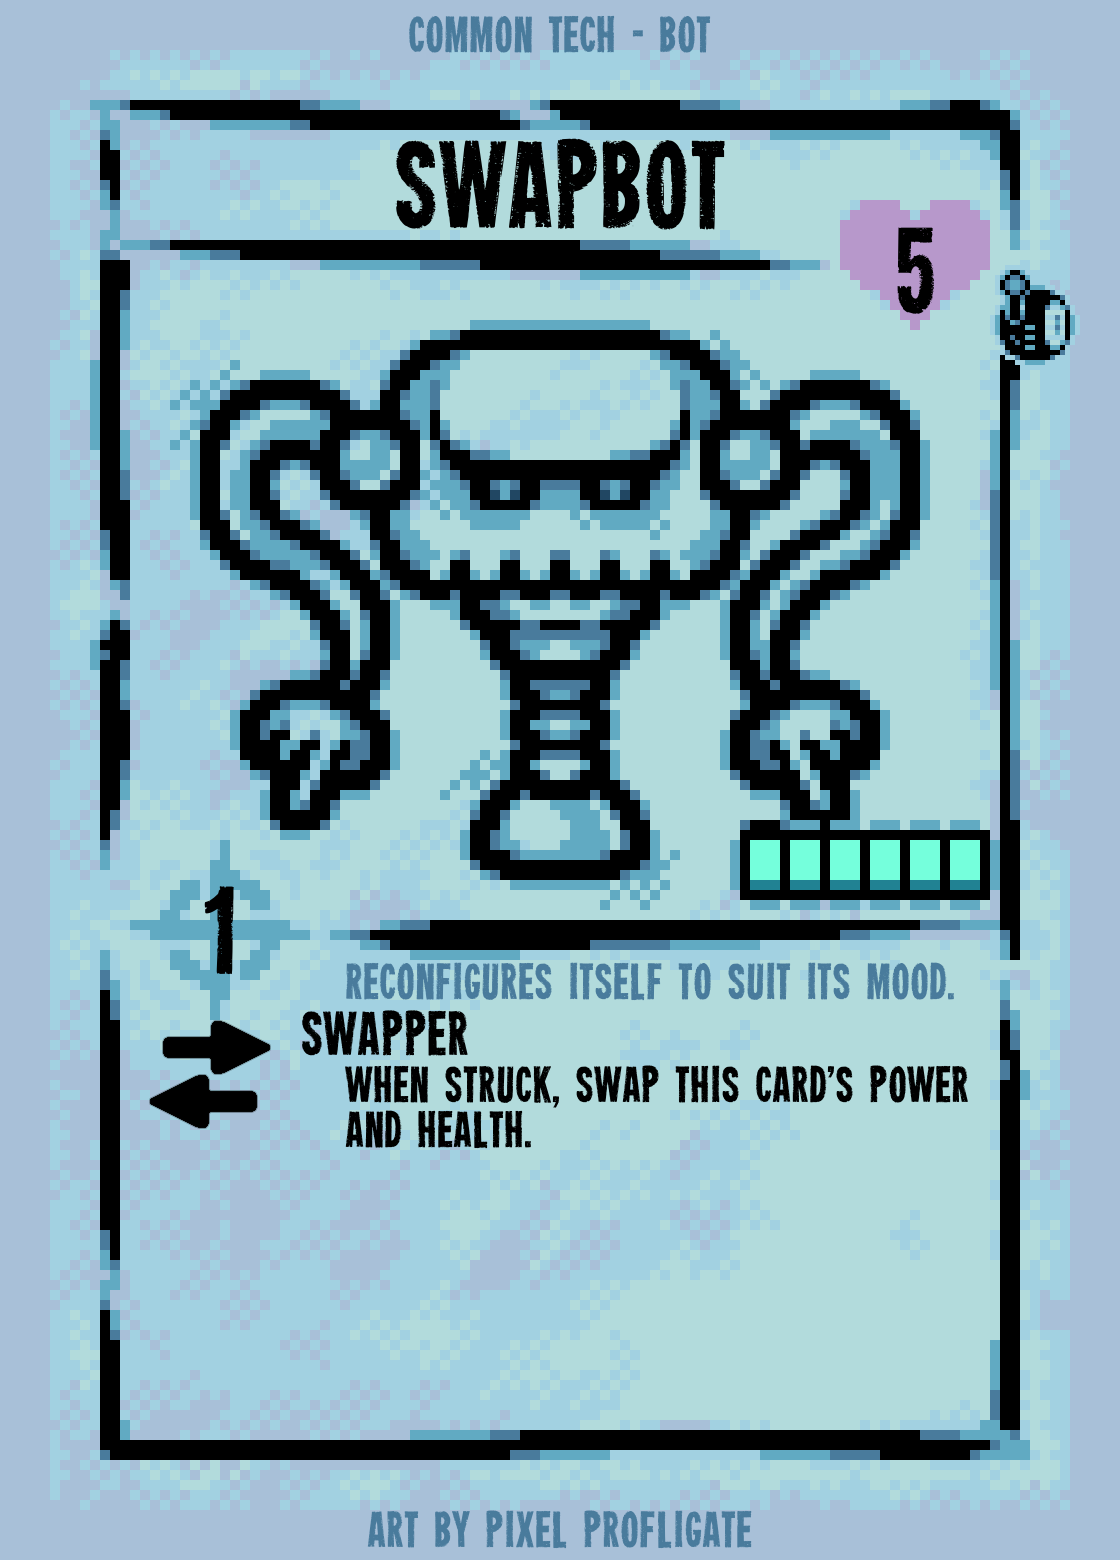 COMMON TECH - BOT
SWAPBOT
5
1
RECONFIGURES ITSELF TO SUIT ITS MOOD.
SWAPPER
WHEN STRUCK, SWAP THIS CARD'S POWER
AND HEALTH.
ART BY PIXEL PROFLIGATE